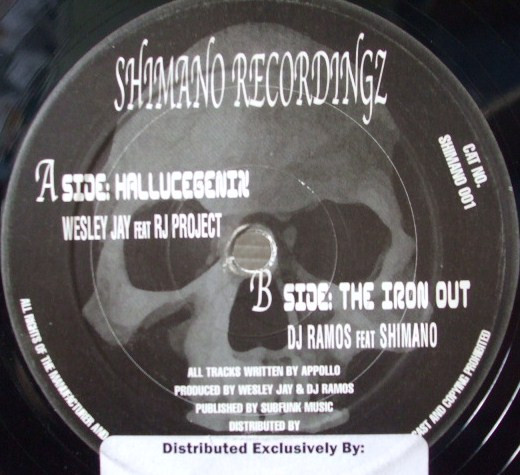 SHIMANO RECORDINGZ
A SIDE: HALLUCEGENIX
WESLEY JAY FEAT RJ PROJECT
CAT NO.
SHIMANO 001
B SIDE: THE IRON OUT
DJ RAMOS FEAT SHIMANO
ALL TRACKS WRITTEN BY APPOLLO
PRODUCED BY WESLEY JAY & DJ RAMOS
PUBLISHED BY SUBFUNK MUSIC
DISTRIBUTED BY
ALL RIGHTS OF THE MANUFACTURER AND
CAST AND COPYING PROHIBITED
Distributed Exclusively By: